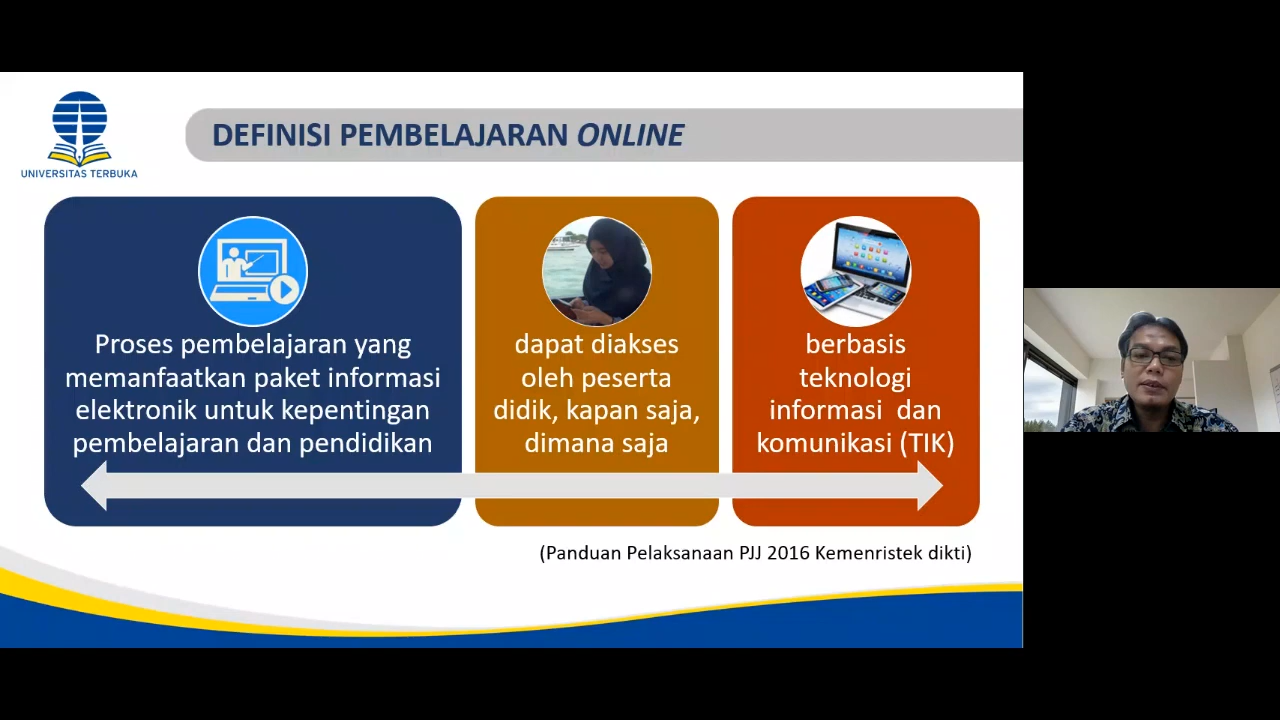 UNIVERSITAS TERBUKA
DEFINISI PEMBELAJARAN ONLINE
Proses pembelajaran yang
memanfaatkan paket informasi
elektronik untuk kepentingan
pembelajaran dan pendidikan
dapat diakses
oleh peserta
didik, kapan saja,
dimana saja
berbasis
teknologi
informasi dan
komunikasi (TIK)
(Panduan Pelaksanaan PJJ 2016 Kemenristek dikti)